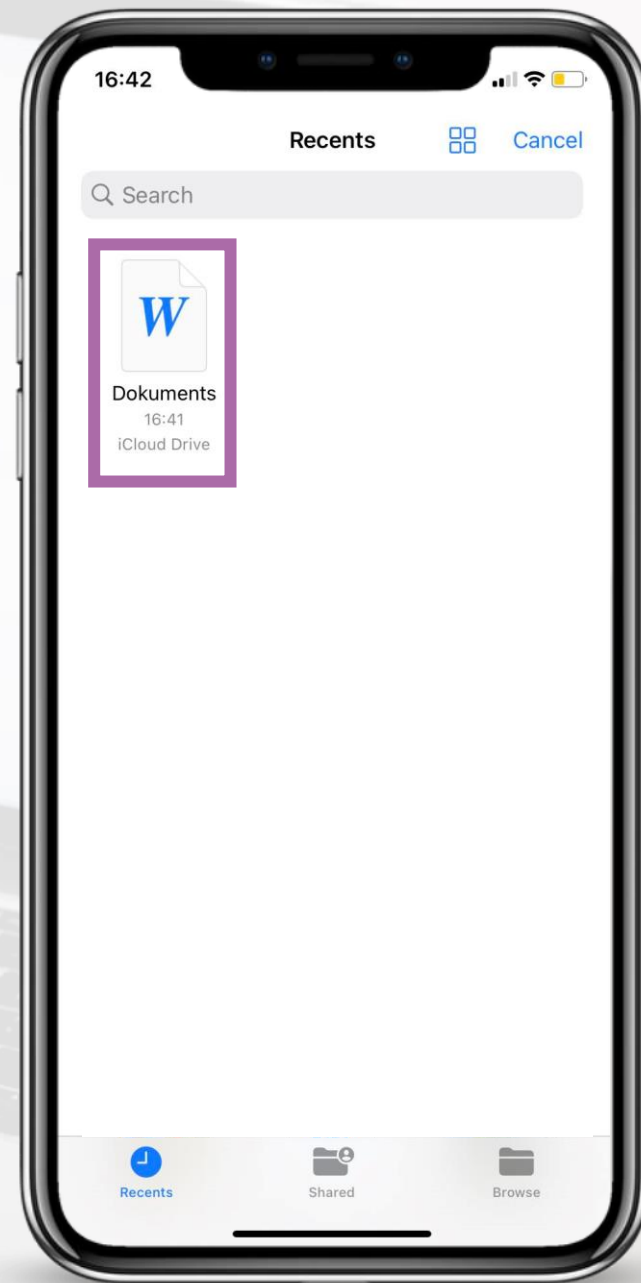 16:42
Recents
Cancel
Search
W
Dokuments
16:41
iCloud Drive
Recents
Shared
Browse